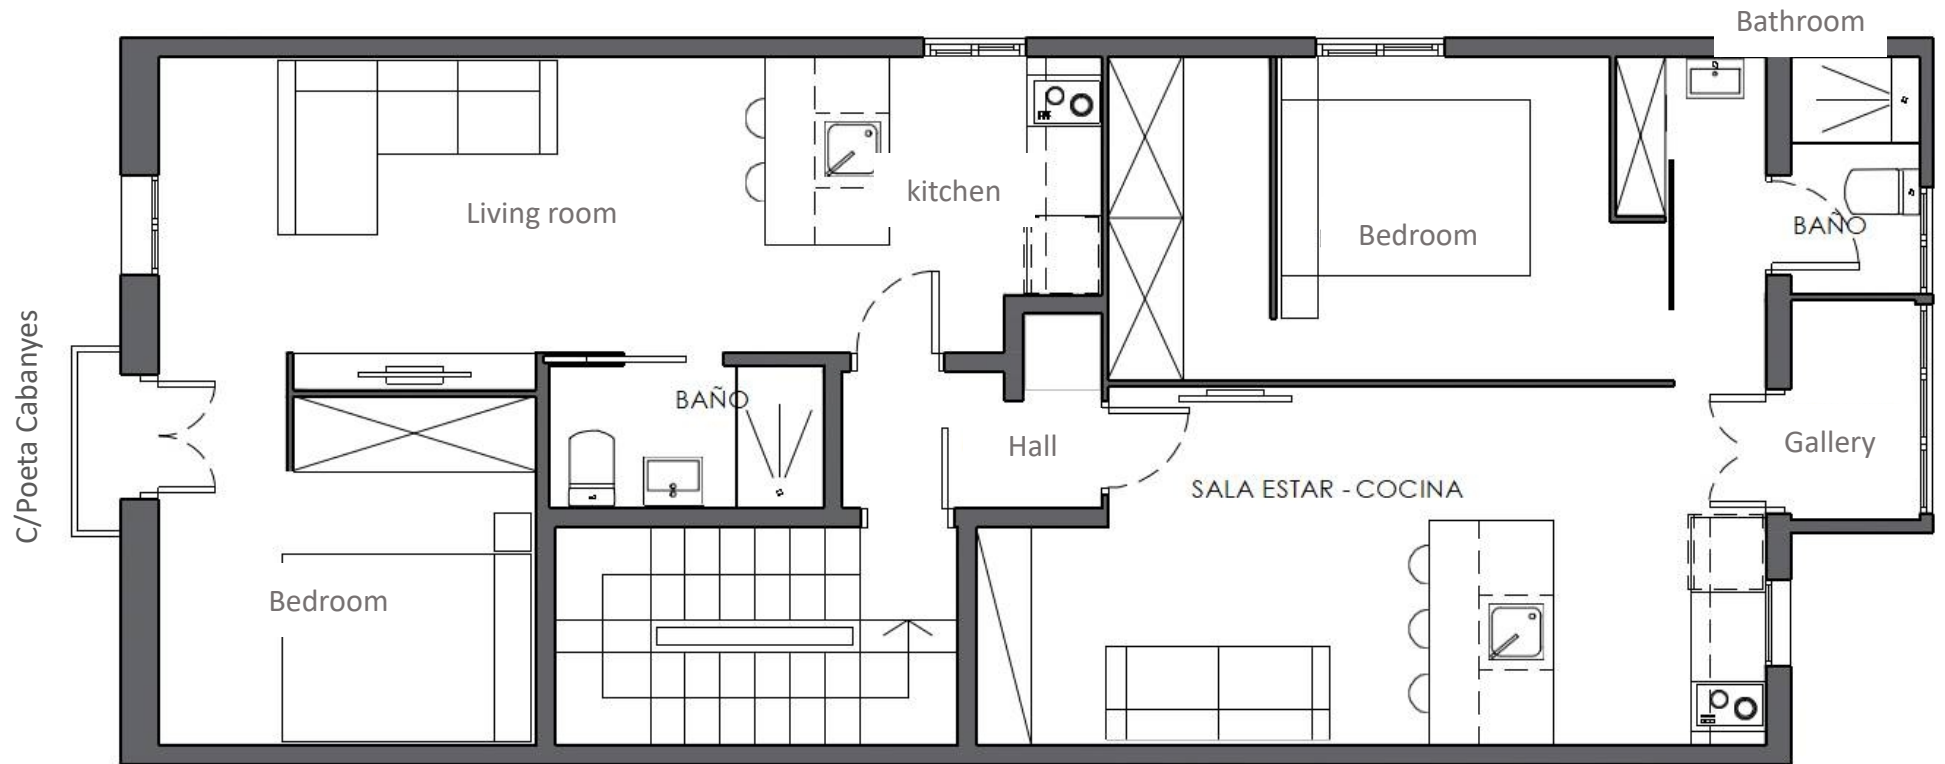 Bathroom
kitchen
Living room
Bedroom
BAÑO
C/Poeta Cabanyes
BAÑO
Hall
Gallery
SALA ESTAR - COCINA
Bedroom